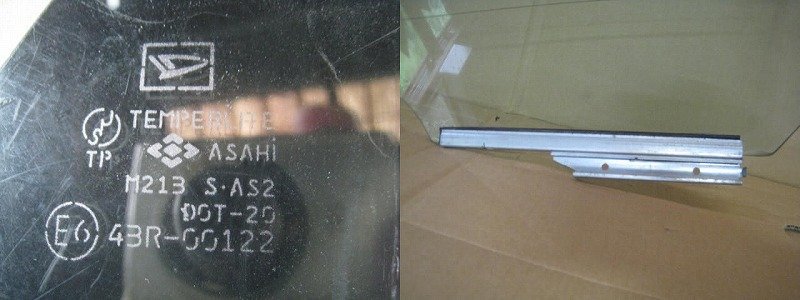 TEMPERLITE
TP
ASAHI
M213 S·AS2
DOT-20
E6 43R-00122